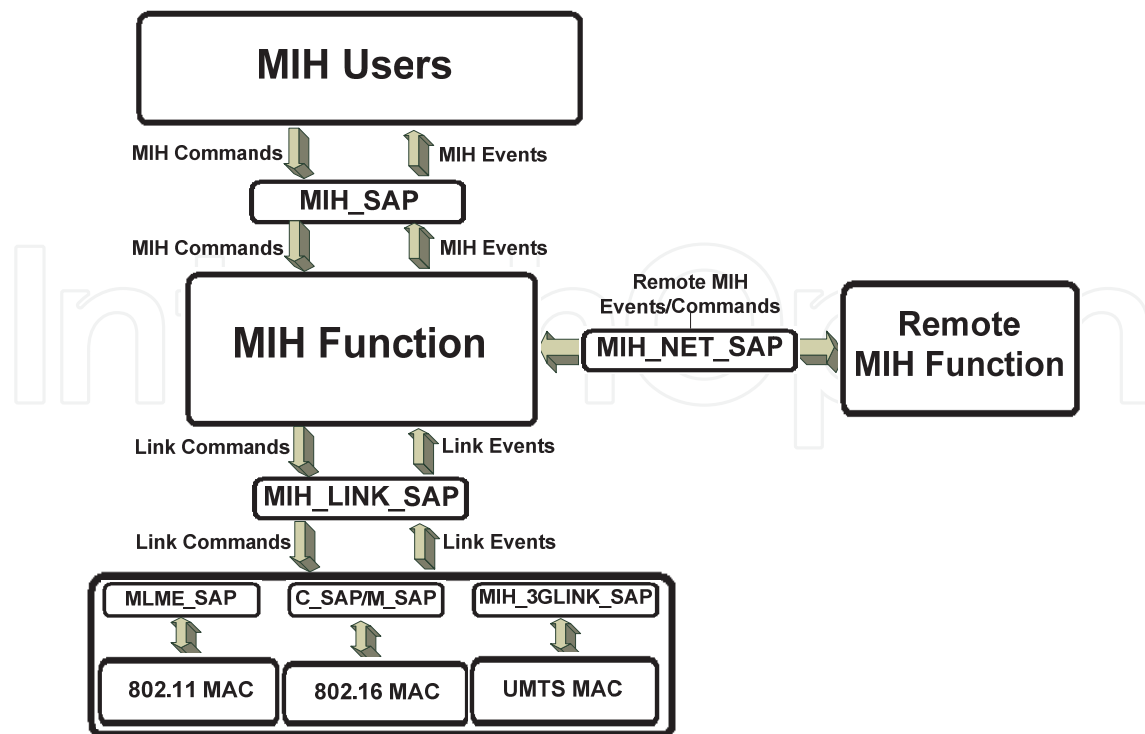 MIH Users
MIH Commands
MIH Events
MIH_SAP
MIH Commands
MIH Events
MIH Function
Remote MIH
Events/Commands
MIH_NET_SAP
Remote
MIH Function
Link Commands
Link Events
MIH_LINK_SAP
Link Commands
Link Events
MLME_SAP
C_SAP/M_SAP
MIH_3GLINK_SAP
802.11 MAC
802.16 MAC
UMTS MAC